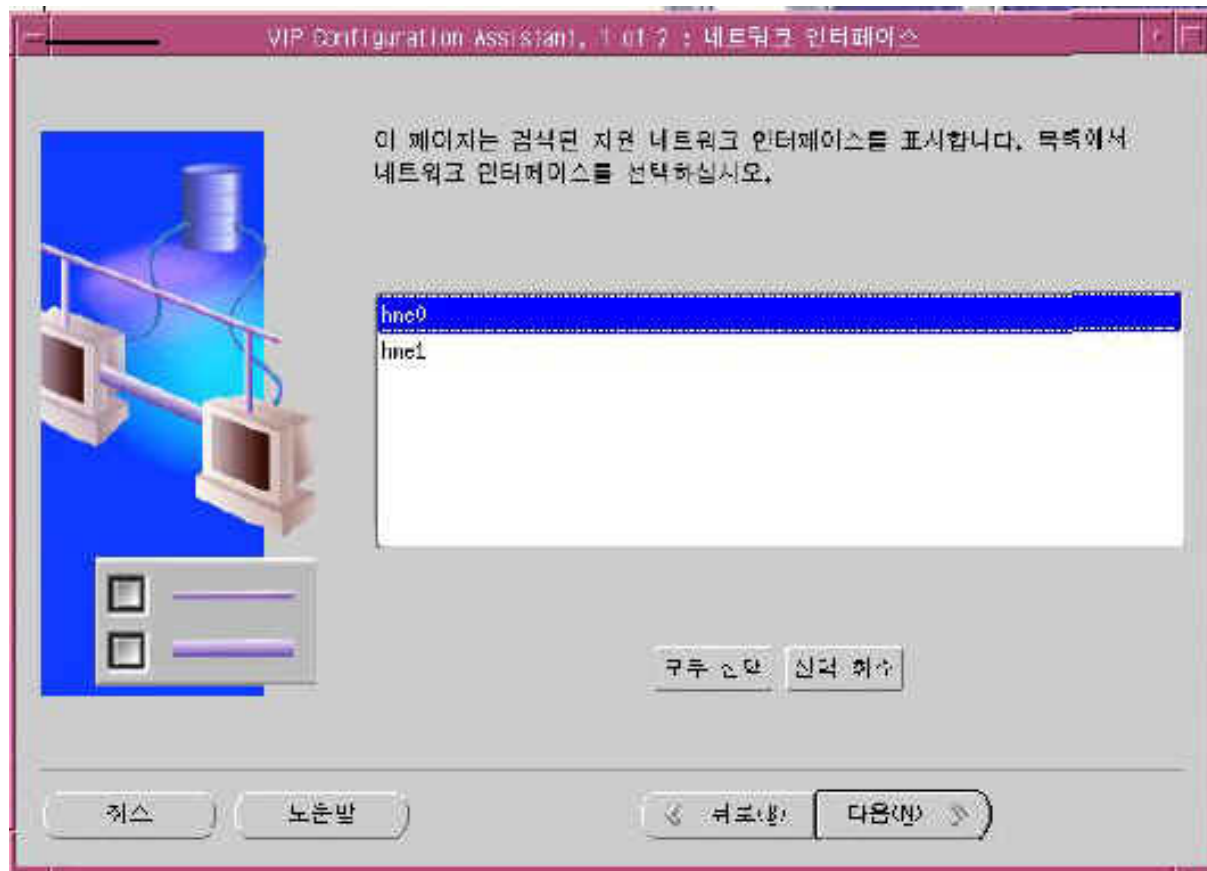 VIP Configuration Assistant, 1 of 2 : 네트워크 인터페이스
이 페이지는 검색된 지원 네트워크 인터페이스를 표시합니다. 목록에서
네트워크 인터페이스를 선택하십시오.
hme0
hme1
모두 선택 선택 취소
취소 도움말 뒤로(B) 다음(N)